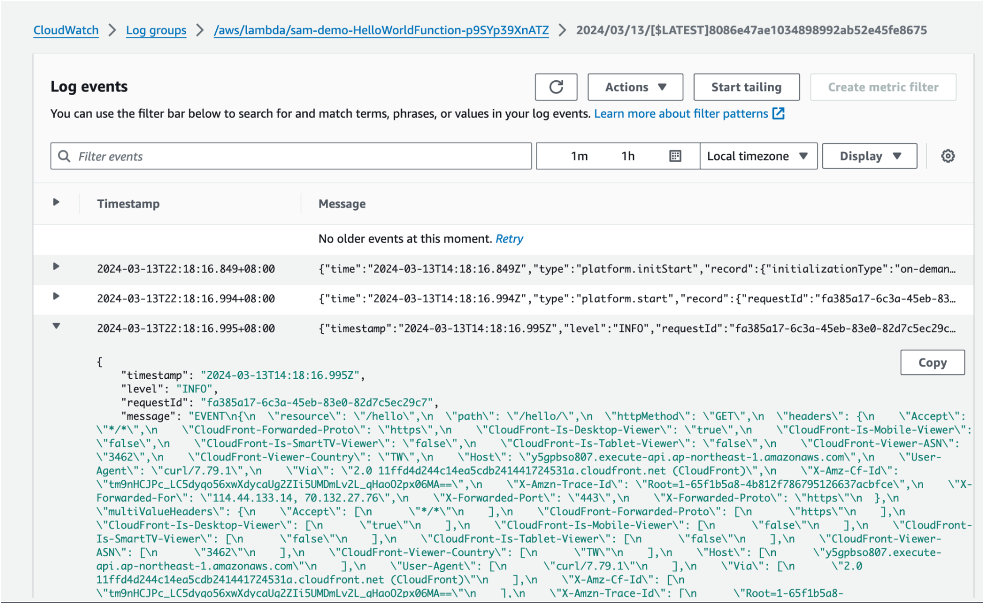 CloudWatch > Log groups > /aws/lambda/sam-demo-HelloWorldFunction-p9SYp39XnATZ > 2024/03/13/[$LATEST]8086e47ae1034898992ab52e45fe8675
Log events
Actions ▼ Start tailing Create metric filter
You can use the filter bar below to search for and match terms, phrases, or values in your log events. Learn more about filter patterns
Filter events 1m 1h Local timezone ▼ Display ▼
Timestamp Message
No older events at this moment. Retry
2024-03-13T22:18:16.849+08:00 {"time":"2024-03-13T14:18:16.849Z","type":"platform.initStart","record":{"initializationType":"on-deman…
2024-03-13T22:18:16.994+08:00 {"time":"2024-03-13T14:18:16.994Z","type":"platform.start","record":{"requestId":"fa385a17-6c3a-45eb-83…
2024-03-13T22:18:16.995+08:00 {"timestamp":"2024-03-13T14:18:16.995Z","level":"INFO","requestId":"fa385a17-6c3a-45eb-83e0-82d7c5ec29c…
Copy
{
"timestamp": "2024-03-13T14:18:16.995Z",
"level": "INFO",
"requestId": "fa385a17-6c3a-45eb-83e0-82d7c5ec29c7",
"message": "EVENT\n{\n \"resource\": \"/hello\",\n \"path\": \"/hello/\",\n \"httpMethod\": \"GET\",\n \"headers\": {\n \"Accept\":
\"*/*\",\n \"CloudFront-Forwarded-Proto\": \"https\",\n \"CloudFront-Is-Desktop-Viewer\": \"true\",\n \"CloudFront-Is-Mobile-Viewer\":
\"false\",\n \"CloudFront-Is-SmartTV-Viewer\": \"false\",\n \"CloudFront-Is-Tablet-Viewer\": \"false\",\n \"CloudFront-Viewer-ASN\":
\"3462\",\n \"CloudFront-Viewer-Country\": \"TW\",\n \"Host\": \"y5gpbso807.execute-api.ap-northeast-1.amazonaws.com\",\n \"User-
Agent\": \"curl/7.79.1\",\n \"Via\": \"2.0 11ffd4d244c14ea5cdb241441724531a.cloudfront.net (CloudFront)\",\n \"X-Amz-Cf-Id\":
\"tm9nHCJPc_LC5dyqo56xwXdycaUg2ZIi5UMDmLv2L_qHaoO2px06MA==\",\n \"X-Amzn-Trace-Id\": \"Root=1-65f1b5a8-4b812f786795126637acbfce\",\n \"X-
Forwarded-For\": \"114.44.133.14, 70.132.27.76\",\n \"X-Forwarded-Port\": \"443\",\n \"X-Forwarded-Proto\": \"https\"\n },\n
\"multiValueHeaders\": {\n \"Accept\": [\n \"*/*\"\n ],\n \"CloudFront-Forwarded-Proto\": [\n \"https\"\n ],\n
\"CloudFront-Is-Desktop-Viewer\": [\n \"true\"\n ],\n \"CloudFront-Is-Mobile-Viewer\": [\n \"false\"\n ],\n \"CloudFront-
Is-SmartTV-Viewer\": [\n \"false\"\n ],\n \"CloudFront-Is-Tablet-Viewer\": [\n \"false\"\n ],\n \"CloudFront-Viewer-
ASN\": [\n \"3462\"\n ],\n \"CloudFront-Viewer-Country\": [\n \"TW\"\n ],\n \"Host\": [\n \"y5gpbso807.execute-
api.ap-northeast-1.amazonaws.com\"\n ],\n \"User-Agent\": [\n \"curl/7.79.1\"\n ],\n \"Via\": [\n \"2.0
11ffd4d244c14ea5cdb241441724531a.cloudfront.net (CloudFront)\"\n ],\n \"X-Amz-Cf-Id\": [\n
\"tm9nHCJPc_LC5dyqo56xwXdycaUg2ZIi5UMDmLv2L_qHaoO2px06MA==\"\n ],\n \"X-Amzn-Trace-Id\": [\n \"Root=1-65f1b5a8-